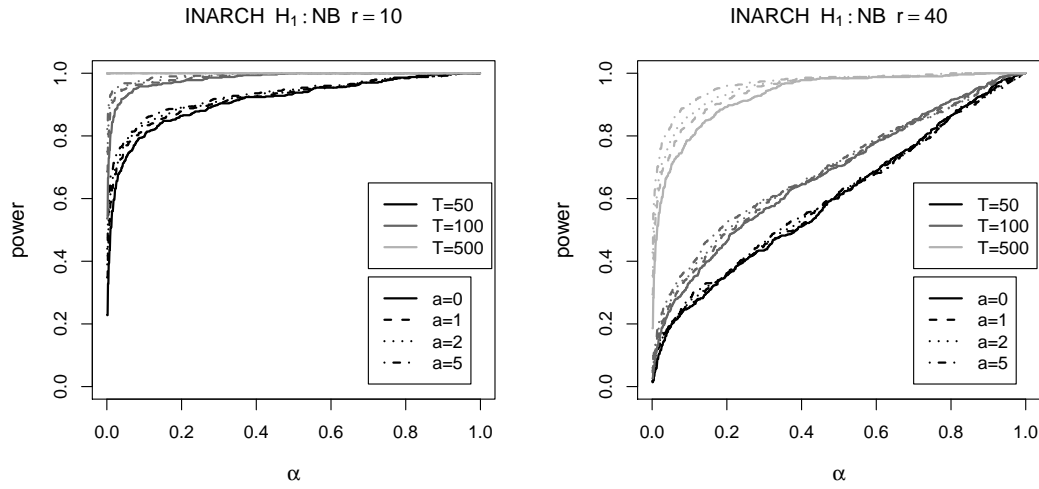 INARCH H₁ : NB r = 10
power
1.0
0.8
0.6
0.4
0.2
0.0
T=50
T=100
T=500
a=0
a=1
a=2
a=5
0.0 0.2 0.4 0.6 0.8 1.0
α
INARCH H₁ : NB r = 40
power
1.0
0.8
0.6
0.4
0.2
0.0
T=50
T=100
T=500
a=0
a=1
a=2
a=5
0.0 0.2 0.4 0.6 0.8 1.0
α